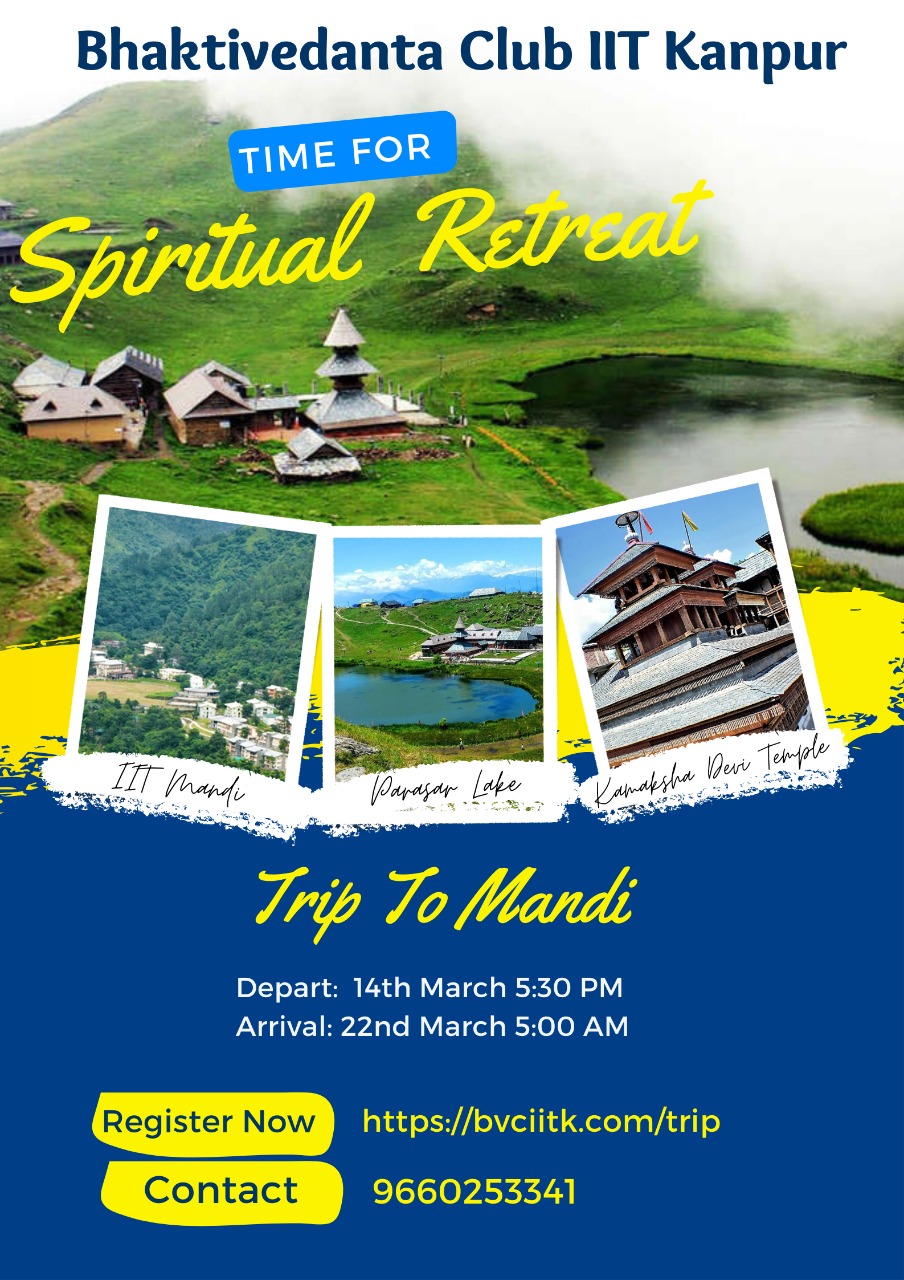 Bhaktivedanta Club IIT Kanpur
TIME FOR
Spiritual Retreat
IIT Mandi
Parasar Lake
Kamaksha Devi Temple
Trip To Mandi
Depart: 14th March 5:30 PM
Arrival: 22nd March 5:00 AM
Register Now https://bvciitk.com/trip
Contact 9660253341